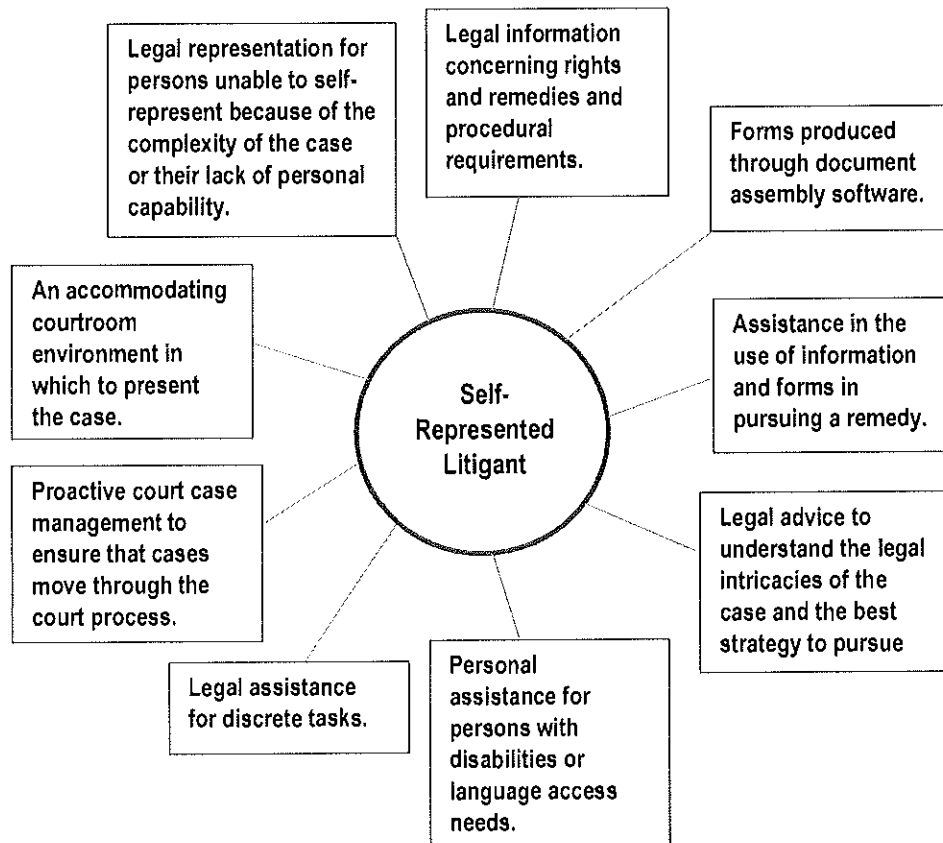 Legal representation for
persons unable to self-
represent because of the
complexity of the case
or their lack of personal
capability.
Legal information
concerning rights
and remedies and
procedural
requirements.
Forms produced
through document
assembly software.
An accommodating
courtroom
environment in
which to present
the case.
Self-
Represented
Litigant
Assistance in the
use of information
and forms in
pursuing a remedy.
Proactive court case
management to
ensure that cases
move through the
court process.
Legal advice to
understand the legal
intricacies of the
case and the best
strategy to pursue
Legal assistance
for discrete tasks.
Personal
assistance for
persons with
disabilities or
language access
needs.